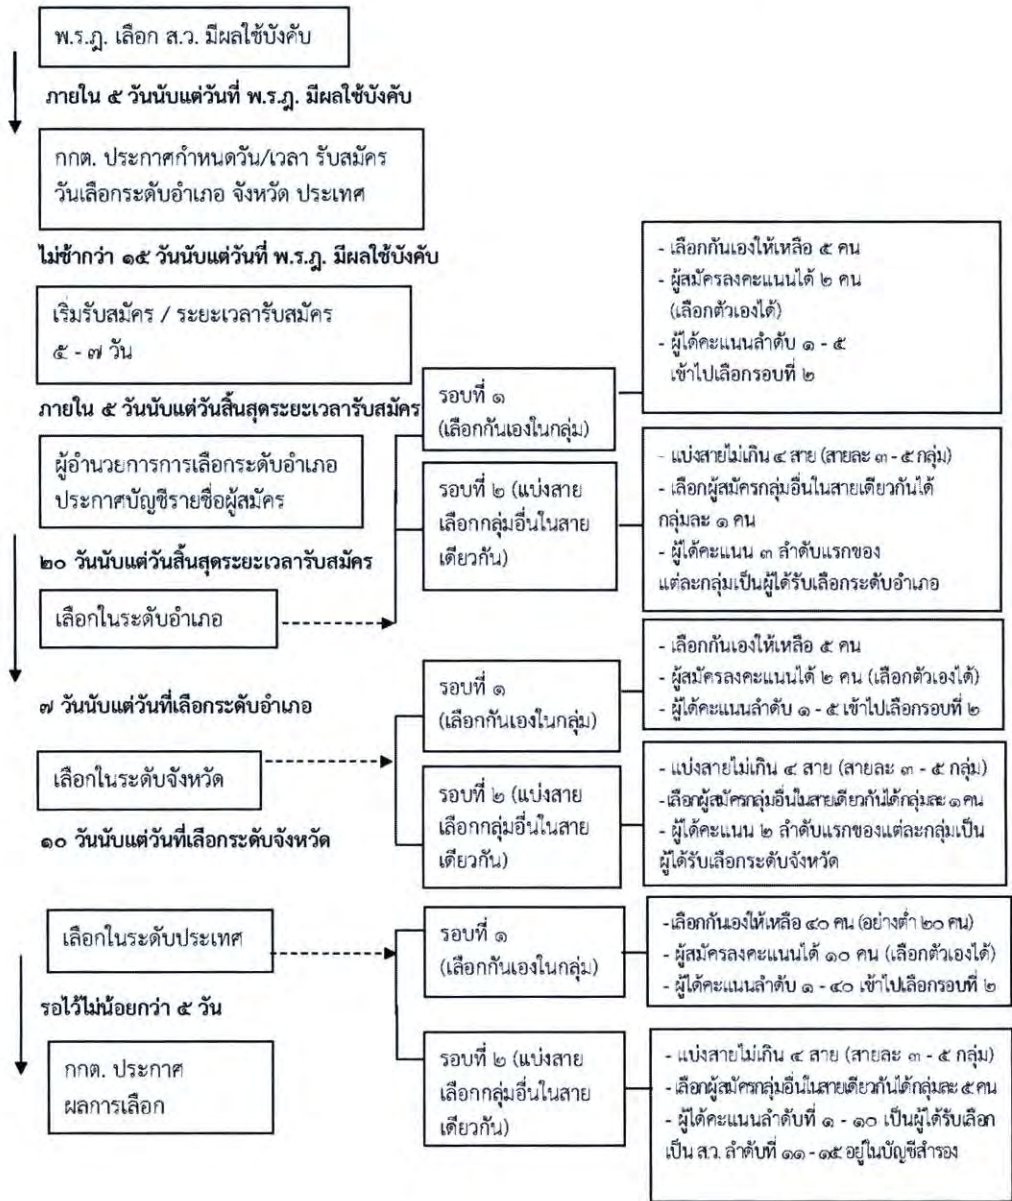 พ.ร.ฎ. เลือก ส.ว. มีผลใช้บังคับ
ภายใน ๕ วันนับแต่วันที่ พ.ร.ฎ. มีผลใช้บังคับ
กกต. ประกาศกำหนดวัน/เวลา รับสมัคร
วันเลือกระดับอำเภอ จังหวัด ประเทศ
ไม่ช้ากว่า ๑๕ วันนับแต่วันที่ พ.ร.ฎ. มีผลใช้บังคับ
เริ่มรับสมัคร / ระยะเวลารับสมัคร
๕ - ๗ วัน
ภายใน ๕ วันนับแต่วันสิ้นสุดระยะเวลารับสมัคร
ผู้อำนวยการการเลือกระดับอำเภอ
ประกาศบัญชีรายชื่อผู้สมัคร
๒๐ วันนับแต่วันสิ้นสุดระยะเวลารับสมัคร
เลือกในระดับอำเภอ
รอบที่ ๑
(เลือกกันเองในกลุ่ม)
- เลือกกันเองให้เหลือ ๕ คน
- ผู้สมัครลงคะแนนได้ ๒ คน
(เลือกตัวเองได้)
- ผู้ได้คะแนนลำดับ ๑ - ๕
เข้าไปเลือกรอบที่ ๒
รอบที่ ๒ (แบ่งสาย
เลือกกลุ่มอื่นในสาย
เดียวกัน)
- แบ่งสายไม่เกิน ๔ สาย (สายละ ๓ - ๕ กลุ่ม)
- เลือกผู้สมัครกลุ่มอื่นในสายเดียวกันได้
กลุ่มละ ๑ คน
- ผู้ได้คะแนน ๓ ลำดับแรกของ
แต่ละกลุ่มเป็นผู้ได้รับเลือกระดับอำเภอ
๗ วันนับแต่วันที่เลือกระดับอำเภอ
เลือกในระดับจังหวัด
รอบที่ ๑
(เลือกกันเองในกลุ่ม)
- เลือกกันเองให้เหลือ ๕ คน
- ผู้สมัครลงคะแนนได้ ๒ คน (เลือกตัวเองได้)
- ผู้ได้คะแนนลำดับ ๑ - ๕ เข้าไปเลือกรอบที่ ๒
รอบที่ ๒ (แบ่งสาย
เลือกกลุ่มอื่นในสาย
เดียวกัน)
- แบ่งสายไม่เกิน ๔ สาย (สายละ ๓ - ๕ กลุ่ม)
-เลือกผู้สมัครกลุ่มอื่นในสายเดียวกันได้กลุ่มละ ๑ คน
- ผู้ได้คะแนน ๒ ลำดับแรกของแต่ละกลุ่มเป็น
ผู้ได้รับเลือกระดับจังหวัด
๑๐ วันนับแต่วันที่เลือกระดับจังหวัด
เลือกในระดับประเทศ
รอบที่ ๑
(เลือกกันเองในกลุ่ม)
-เลือกกันเองให้เหลือ ๔๐ คน (อย่างต่ำ ๒๐ คน)
- ผู้สมัครลงคะแนนได้ ๑๐ คน (เลือกตัวเองได้)
- ผู้ได้คะแนนลำดับ ๑ - ๔๐ เข้าไปเลือกรอบที่ ๒
รอบที่ ๒ (แบ่งสาย
เลือกกลุ่มอื่นในสาย
เดียวกัน)
- แบ่งสายไม่เกิน ๔ สาย (สายละ ๓ - ๕ กลุ่ม)
-เลือกผู้สมัครกลุ่มอื่นในสายเดียวกันได้กลุ่มละ ๕ คน
- ผู้ได้คะแนนลำดับที่ ๑ - ๑๐ เป็นผู้ได้รับเลือก
เป็น ส.ว. ลำดับที่ ๑๑ - ๑๕ อยู่ในบัญชีสำรอง
รอไว้ไม่น้อยกว่า ๕ วัน
กกต. ประกาศ
ผลการเลือก